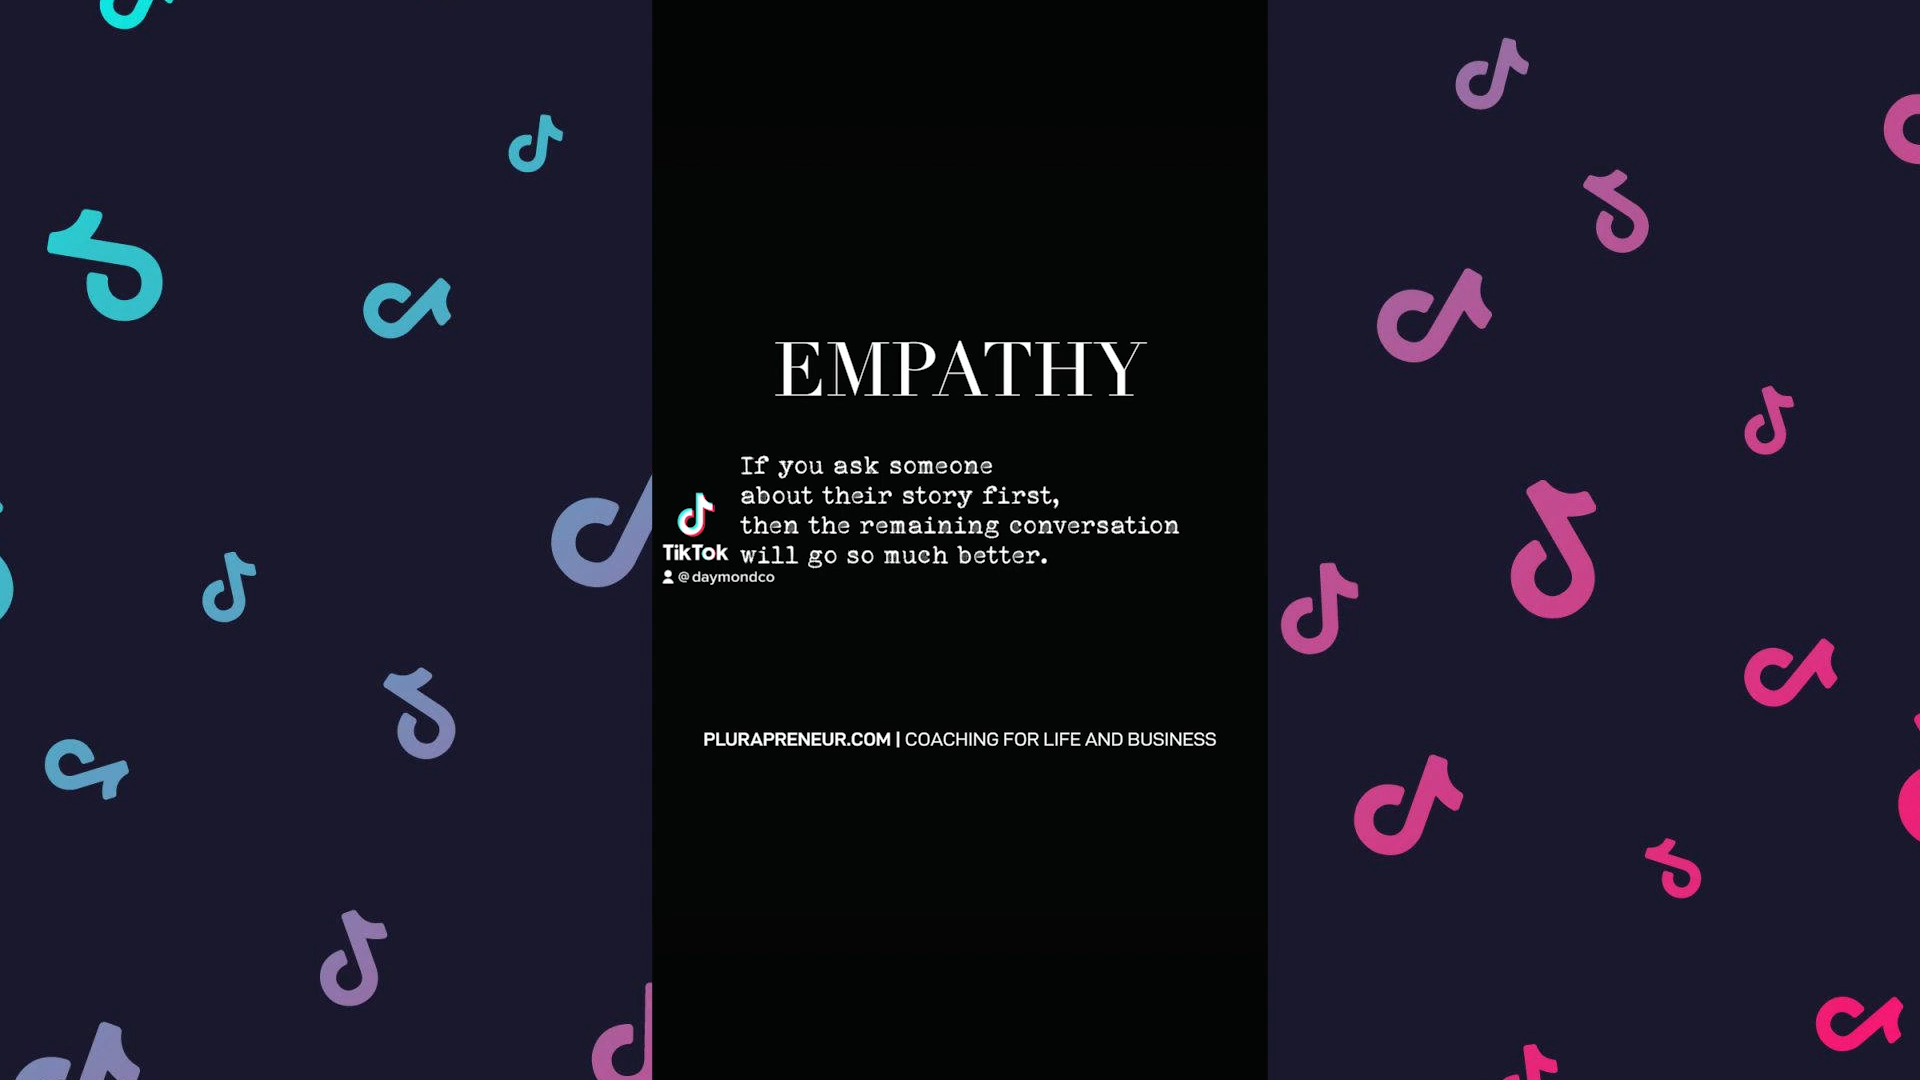 EMPATHY
If you ask someone
about their story first,
then the remaining conversation
will go so much better.
TikTok
@daymondco
PLURAPRENEUR.COM | COACHING FOR LIFE AND BUSINESS